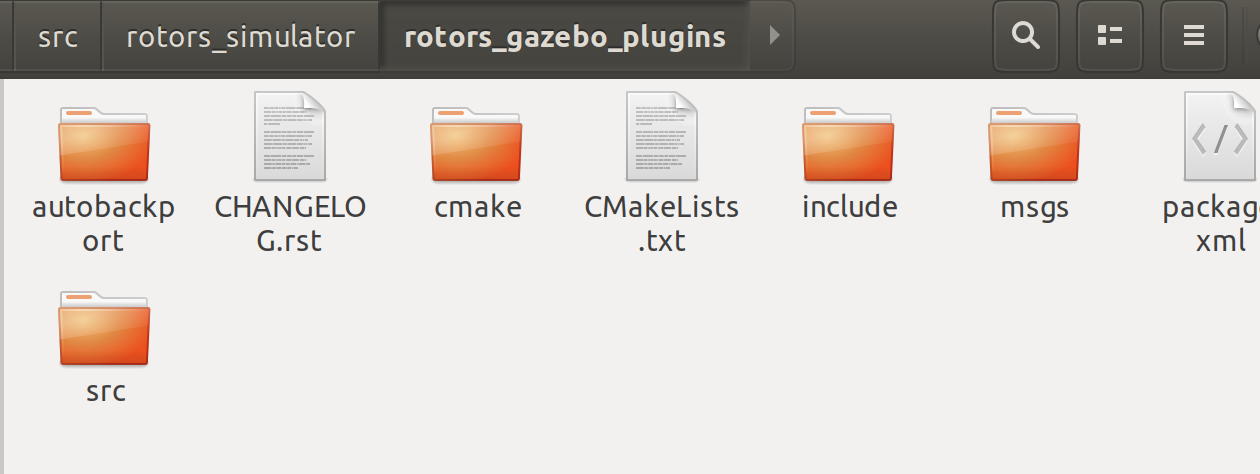 src rotors_simulator rotors_gazebo_plugins
autobackp
ort
CHANGELO
G.rst
cmake
CMakeLists
.txt
include
msgs
packag
xml
src